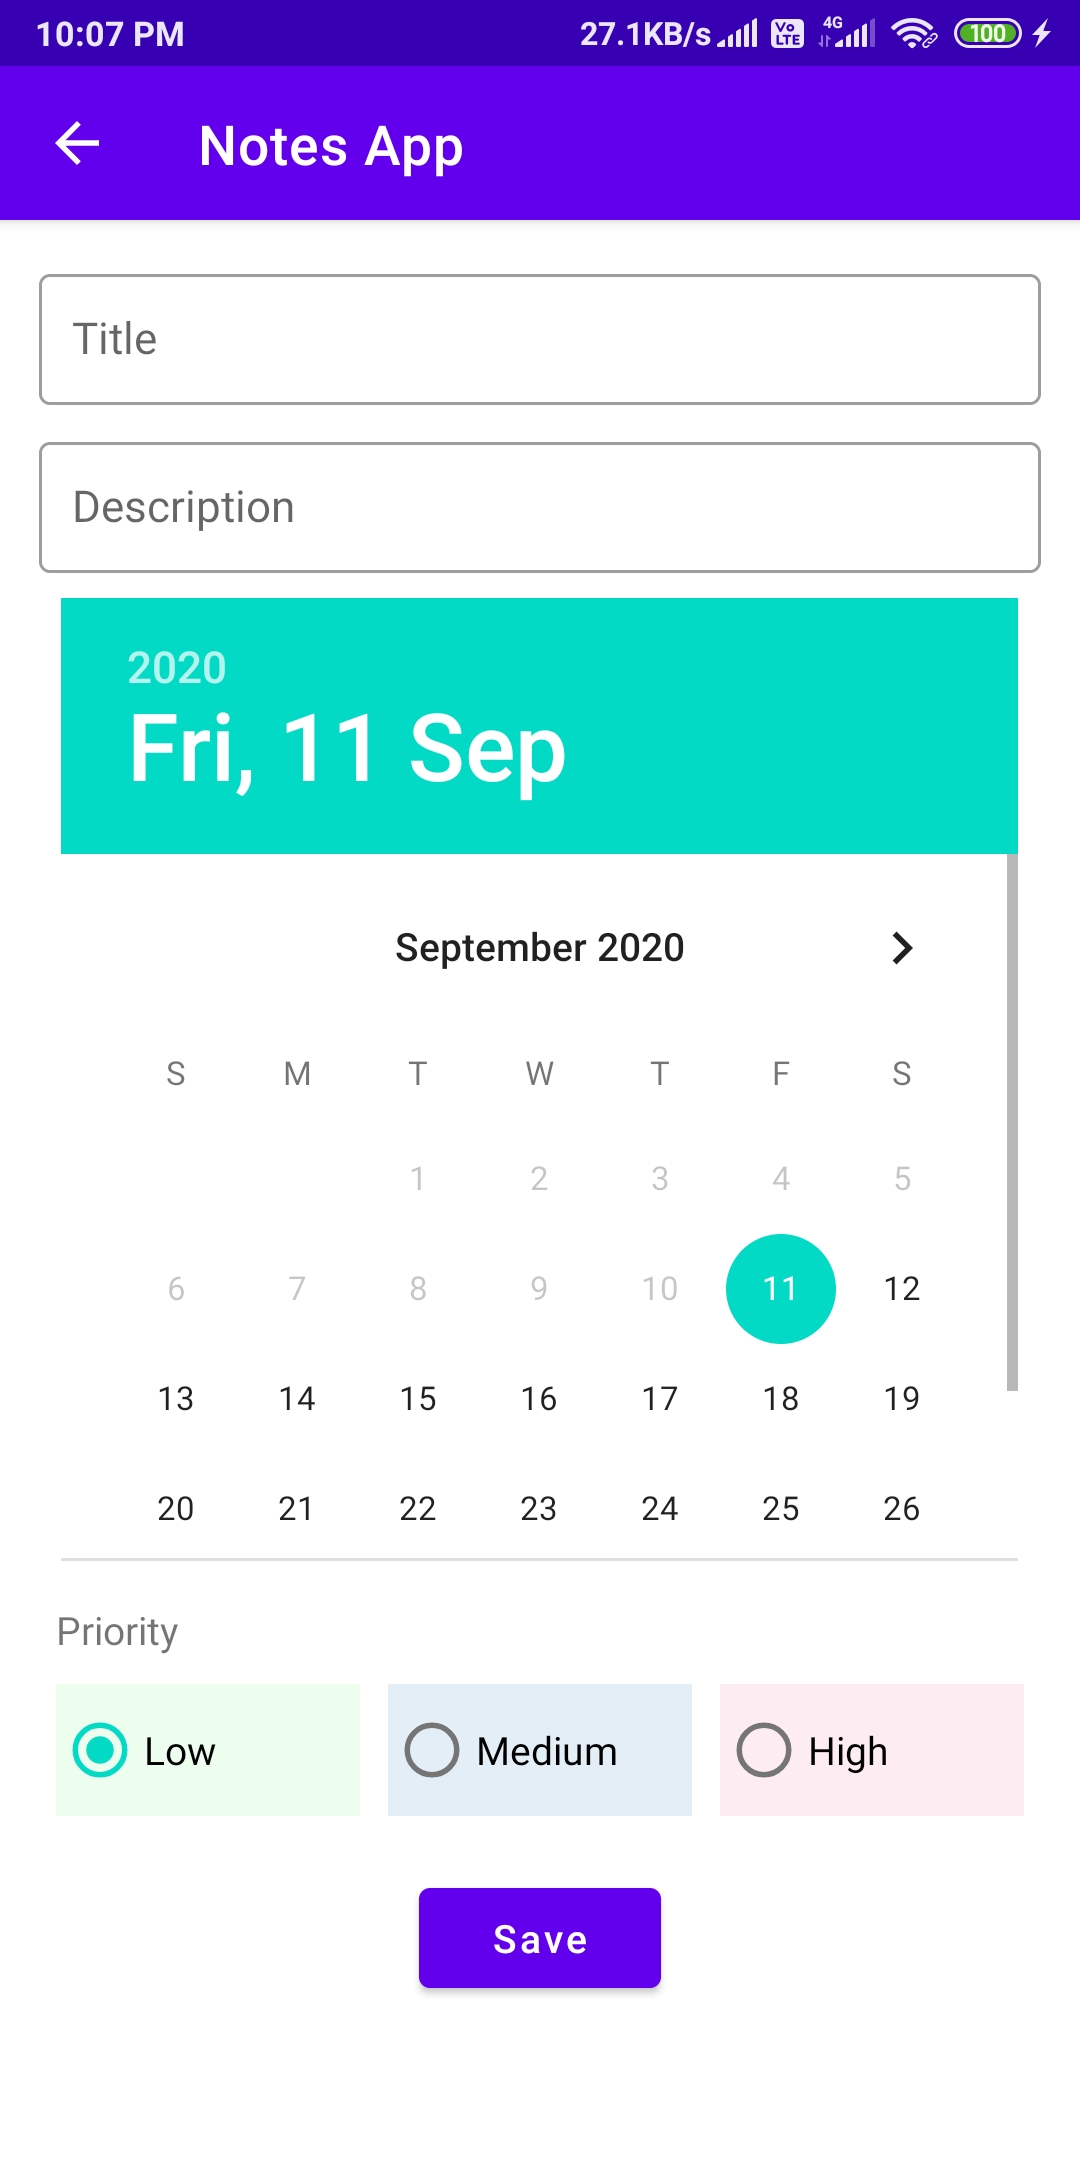 10:07 PM 27.1KB/s Vo LTE 4G 100
Notes App
Title
Description
2020
Fri, 11 Sep
September 2020
S M T W T F S
1 2 3 4 5
6 7 8 9 10 11 12
13 14 15 16 17 18 19
20 21 22 23 24 25 26
Priority
Low Medium High
Save